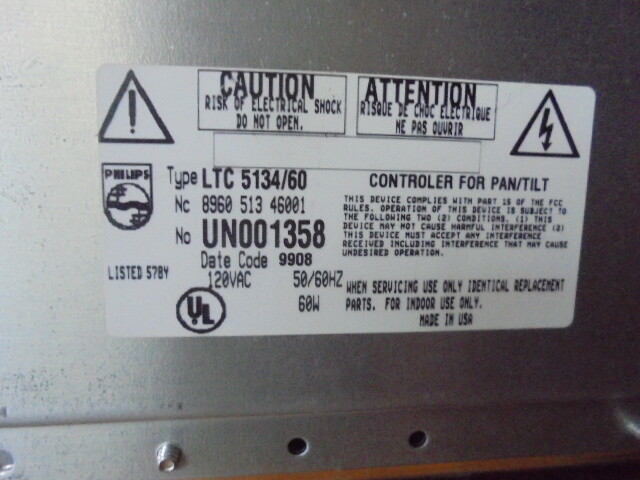 CAUTION
RISK OF ELECTRICAL SHOCK
DO NOT OPEN.
ATTENTION
RISQUE DE CHOC ELECTRIQUE
NE PAS OUVRIR
PHILIPS
Type LTC 5134/60
Nc 8960 513 46001
No UN001358
Date Code 9908
LISTED 578Y
120VAC 50/60HZ
60W
UL
CONTROLER FOR PAN/TILT
THIS DEVICE COMPLIES WITH PART 15 OF THE FCC
RULES. OPERATION OF THIS DEVICE IS SUBJECT TO
THE FOLLOWING TWO (2) CONDITIONS. (1) THIS
DEVICE MAY NOT CAUSE HARMFUL INTERFERENCE (2)
THIS DEVICE MUST ACCEPT ANY INTERFERENCE
RECEIVED INCLUDING INTERFERENCE THAT MAY CAUSE
UNDESIRED OPERATION.
WHEN SERVICING USE ONLY IDENTICAL REPLACEMENT
PARTS. FOR INDOOR USE ONLY.
MADE IN USA